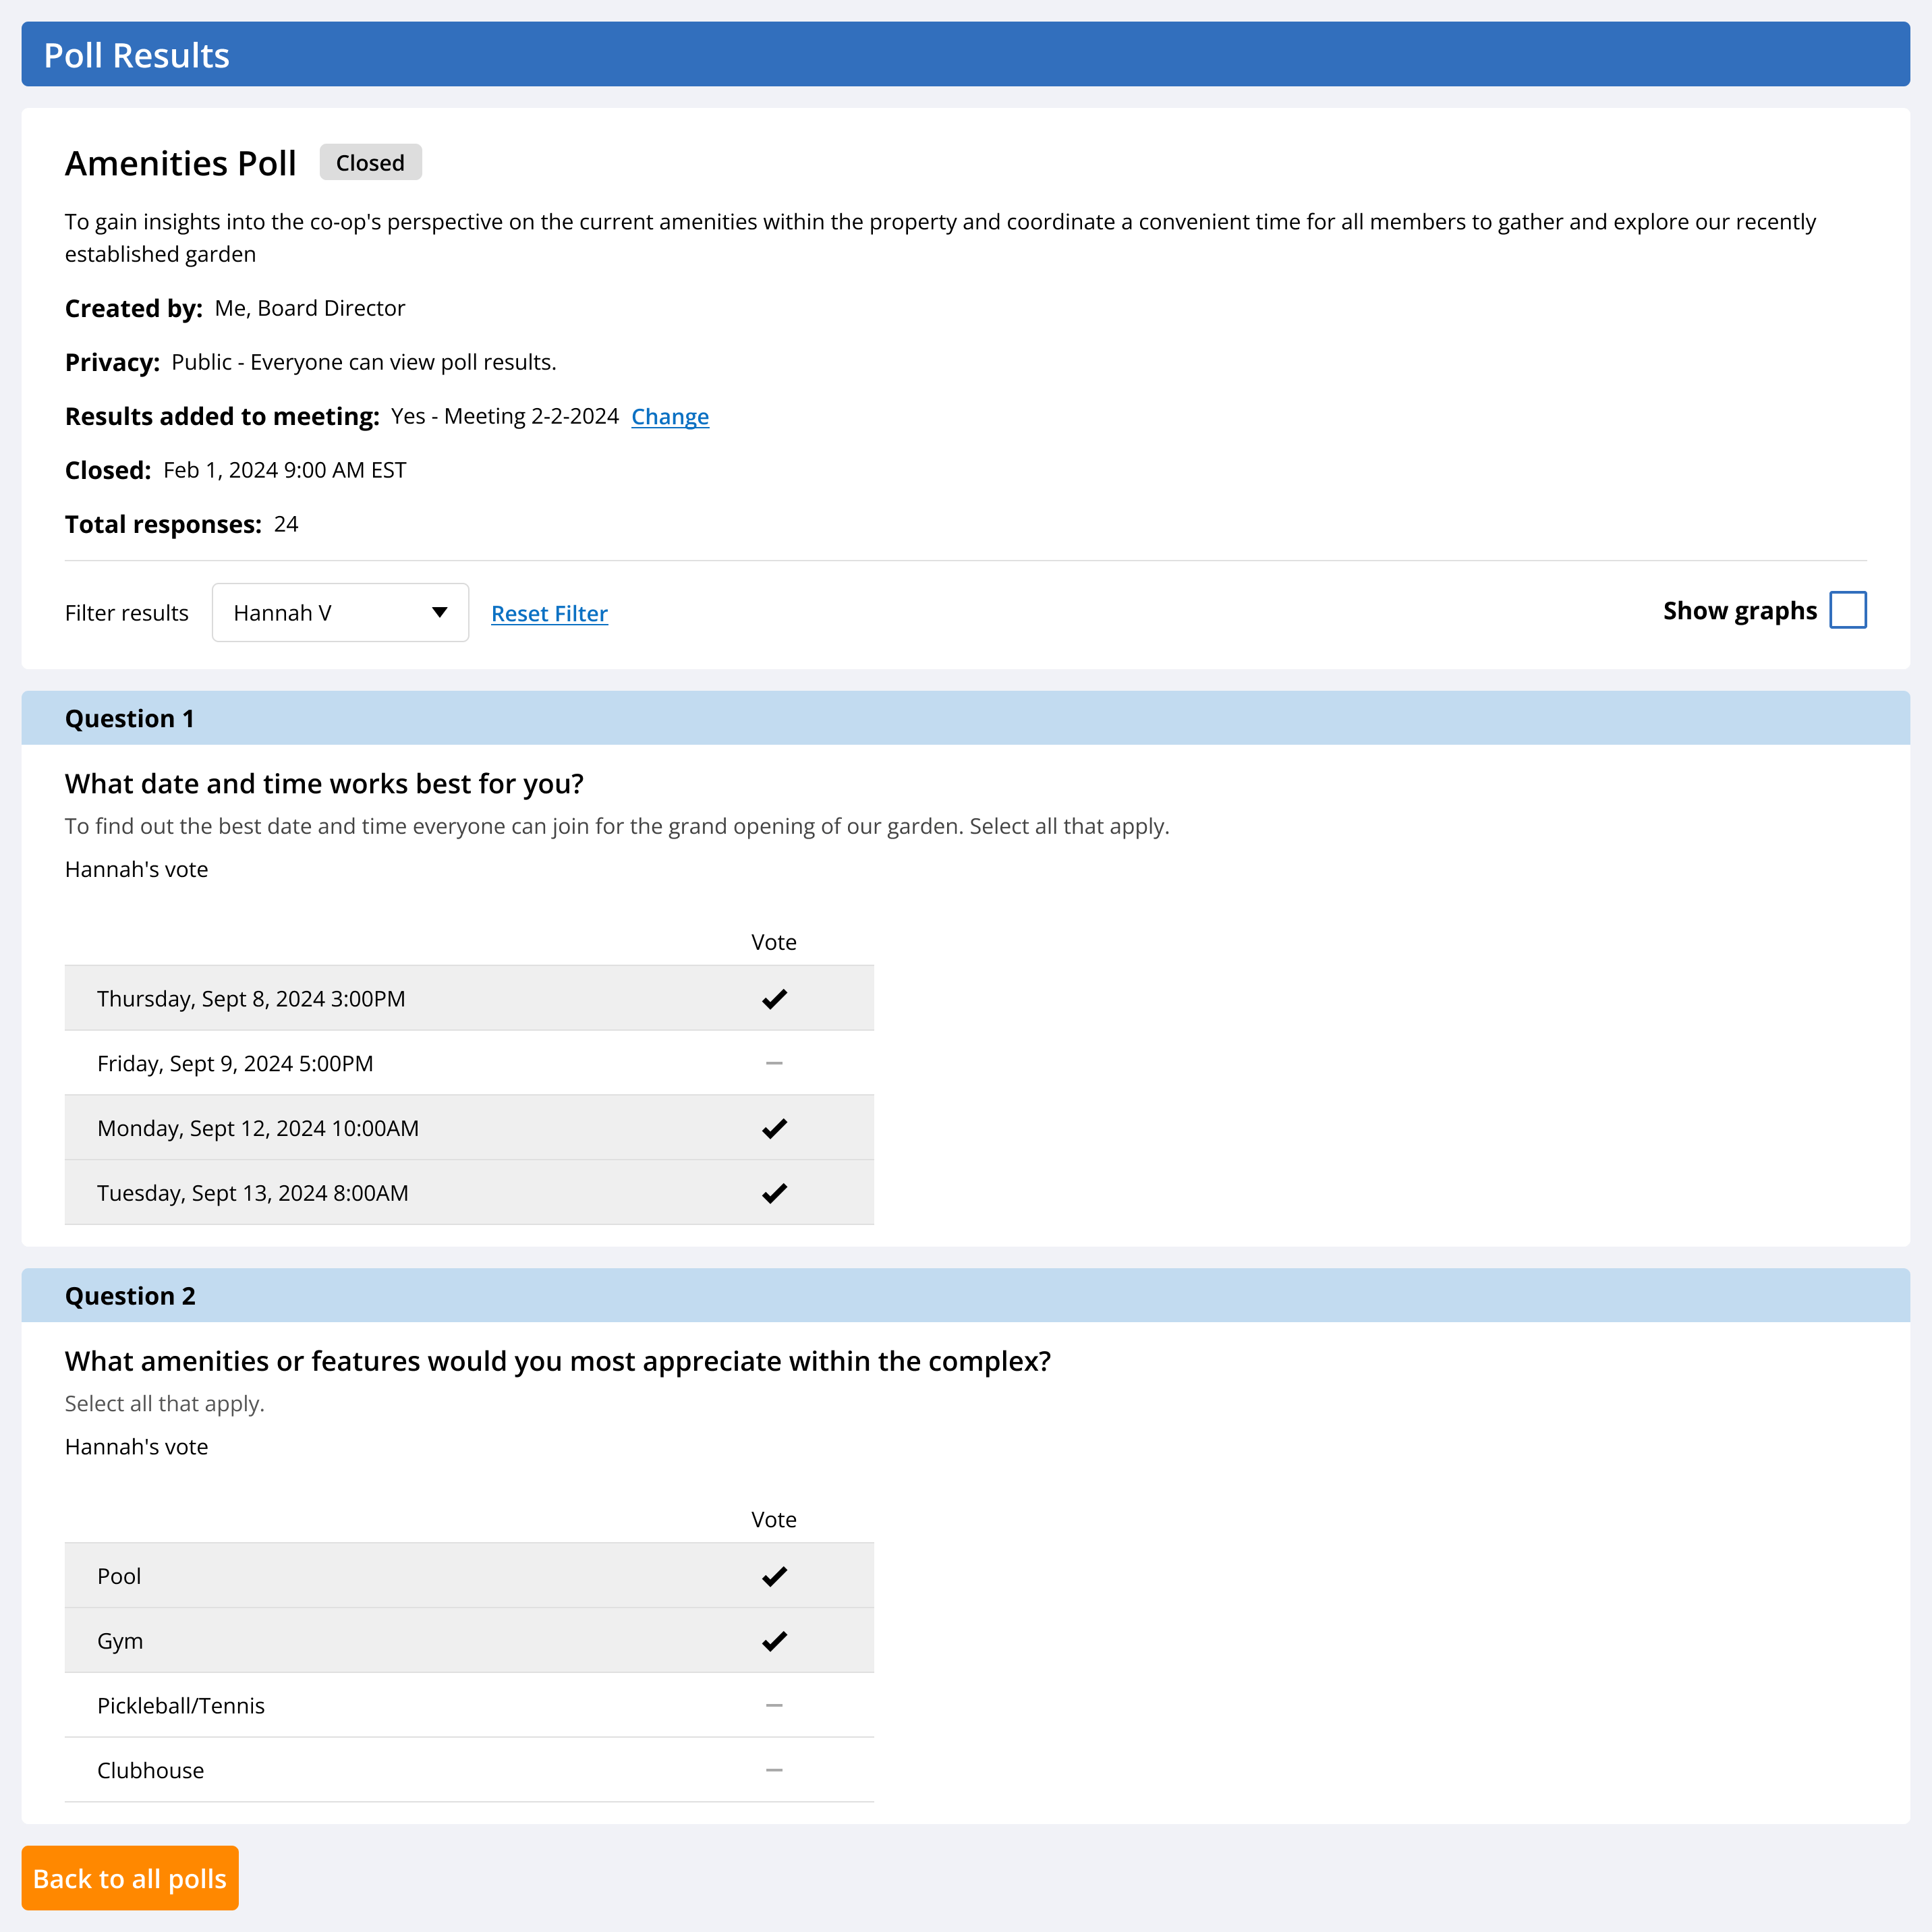 Poll Results
Amenities Poll Closed
To gain insights into the co-op's perspective on the current amenities within the property and coordinate a convenient time for all members to gather and explore our recently
established garden
Created by: Me, Board Director
Privacy: Public - Everyone can view poll results.
Results added to meeting: Yes - Meeting 2-2-2024 Change
Closed: Feb 1, 2024 9:00 AM EST
Total responses: 24
Filter results Hannah V Reset Filter Show graphs
Question 1
What date and time works best for you?
To find out the best date and time everyone can join for the grand opening of our garden. Select all that apply.
Hannah's vote
Vote
Thursday, Sept 8, 2024 3:00PM
Friday, Sept 9, 2024 5:00PM
Monday, Sept 12, 2024 10:00AM
Tuesday, Sept 13, 2024 8:00AM
Question 2
What amenities or features would you most appreciate within the complex?
Select all that apply.
Hannah's vote
Vote
Pool
Gym
Pickleball/Tennis
Clubhouse
Back to all polls